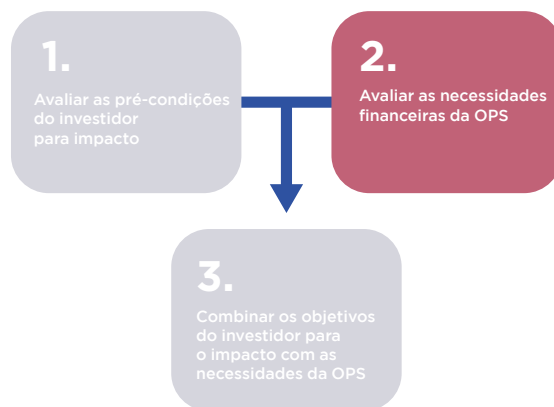 1.
Avaliar as pré-condições
do investidor
para impacto
2.
Avaliar as necessidades
financeiras da OPS
3.
Combinar os objetivos
do investidor para
o impacto com as
necessidades da OPS